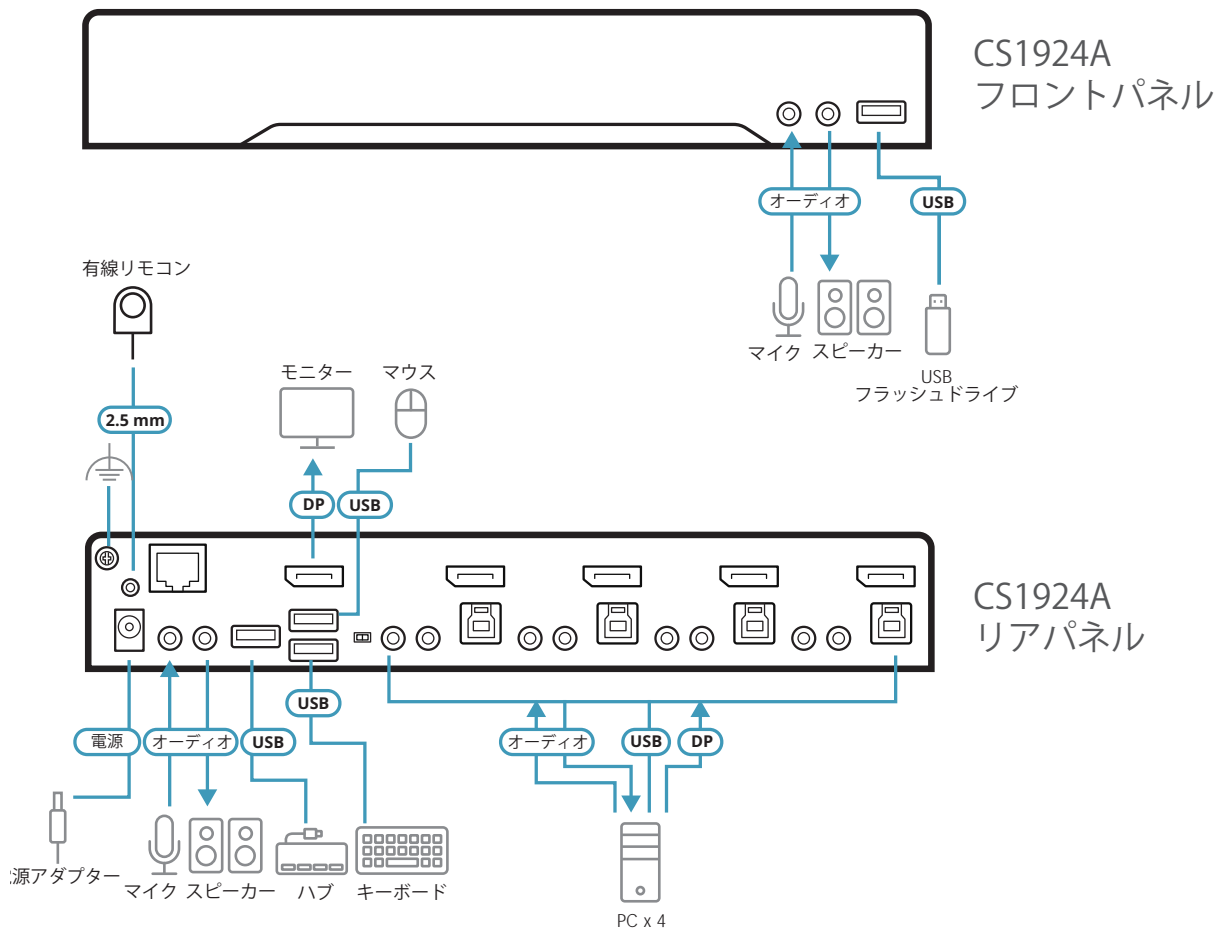 CS1924A
フロントパネル
オーディオ
USB
マイク
スピーカー
USB
フラッシュドライブ
有線リモコン
2.5 mm
モニター
マウス
DP
USB
CS1924A
リアパネル
電源
オーディオ
USB
USB
オーディオ
USB
DP
源アダプター
マイク
スピーカー
ハブ
キーボード
PC x 4